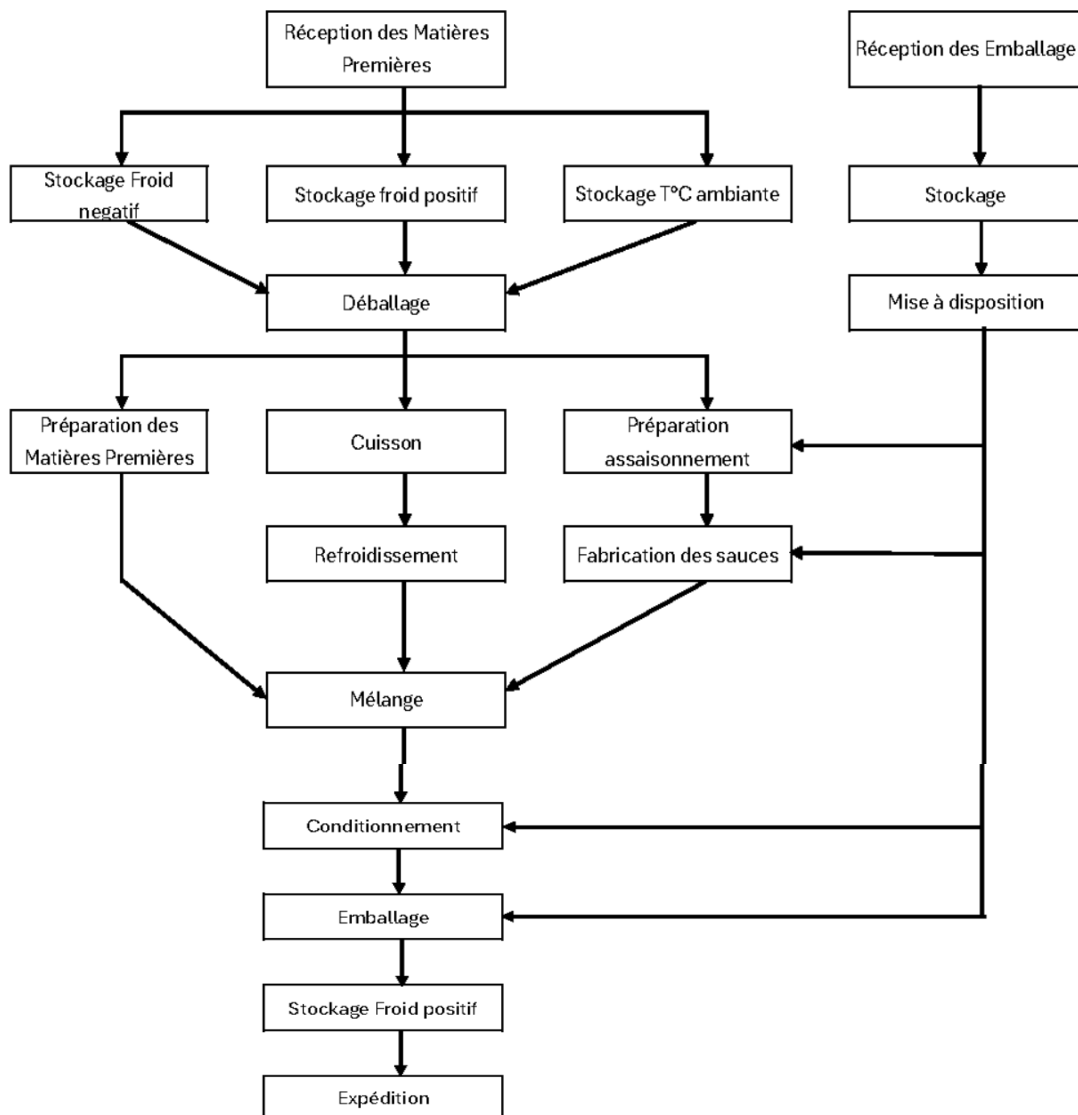 Réception des Matières
Premières
Réception des Emballage
Stockage Froid
negatif
Stockage froid positif
Stockage T°C ambiante
Stockage
Déballage
Mise à disposition
Préparation des
Matières Premières
Cuisson
Préparation
assaisonnement
Refroidissement
Fabrication des sauces
Mélange
Conditionnement
Emballage
Stockage Froid positif
Expédition